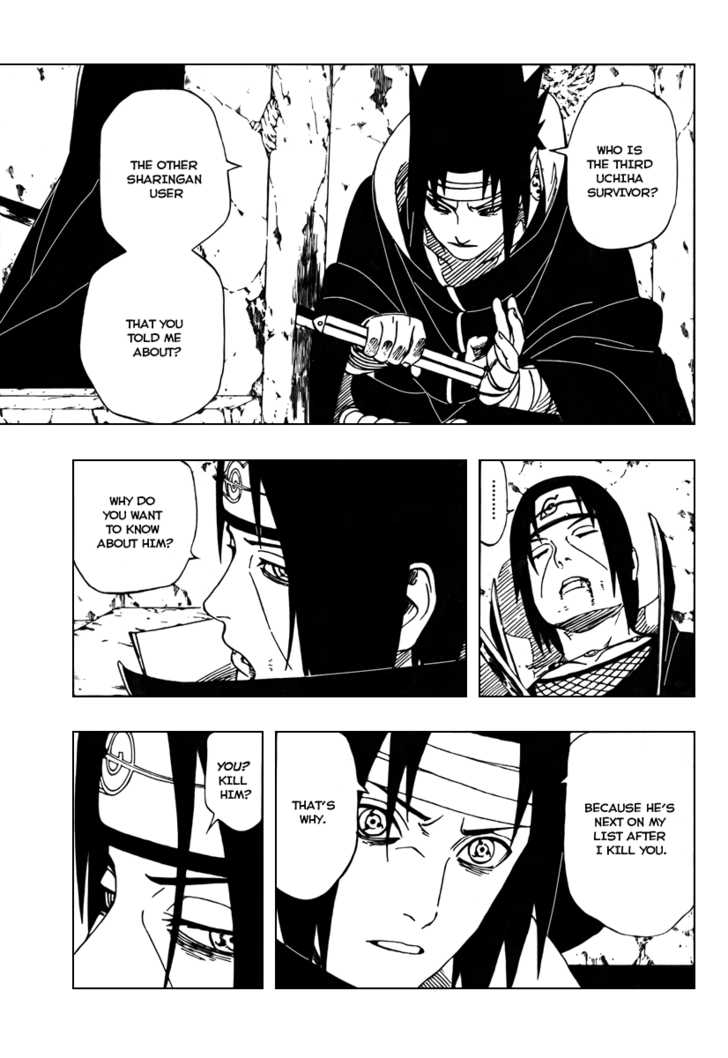 WHO IS
THE THIRD
UCHIHA
SURVIVOR?
THE OTHER
SHARINGAN
USER
THAT YOU
TOLD ME
ABOUT?
.........
WHY DO
YOU WANT
TO KNOW
ABOUT HIM?
BECAUSE HE'S
NEXT ON MY
LIST AFTER
I KILL YOU.
THAT'S
WHY.
YOU?
KILL
HIM?